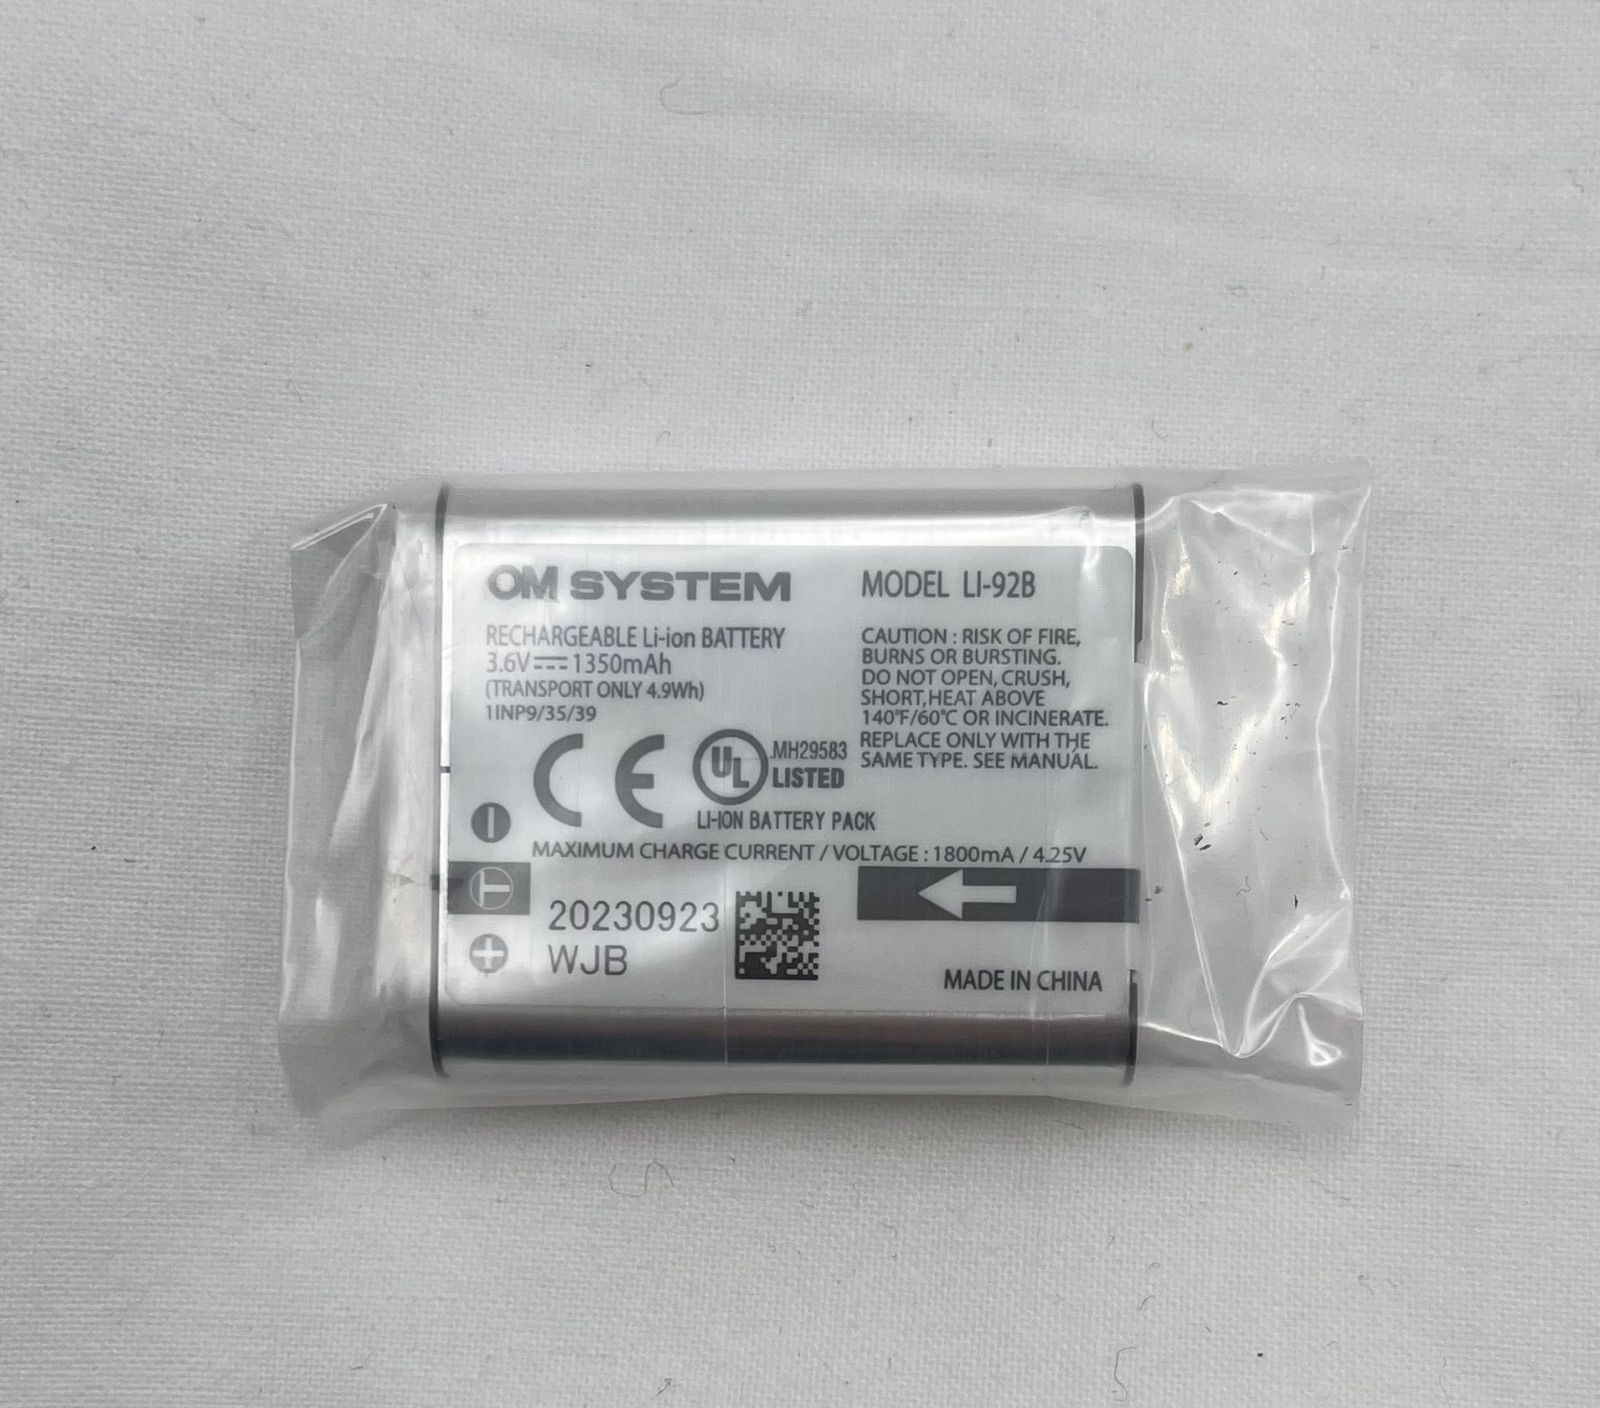 OM SYSTEM
MODEL LI-92B
RECHARGEABLE Li-ion BATTERY
3.6V⎓1350mAh
(TRANSPORT ONLY 4.9Wh)
1INP9/35/39
CAUTION : RISK OF FIRE,
BURNS OR BURSTING.
DO NOT OPEN, CRUSH,
SHORT,HEAT ABOVE
140°F/60°C OR INCINERATE.
REPLACE ONLY WITH THE
SAME TYPE. SEE MANUAL.
CE
UL
MH29583
LISTED
LI-ION BATTERY PACK
MAXIMUM CHARGE CURRENT / VOLTAGE : 1800mA / 4.25V
T
20230923
WJB
MADE IN CHINA